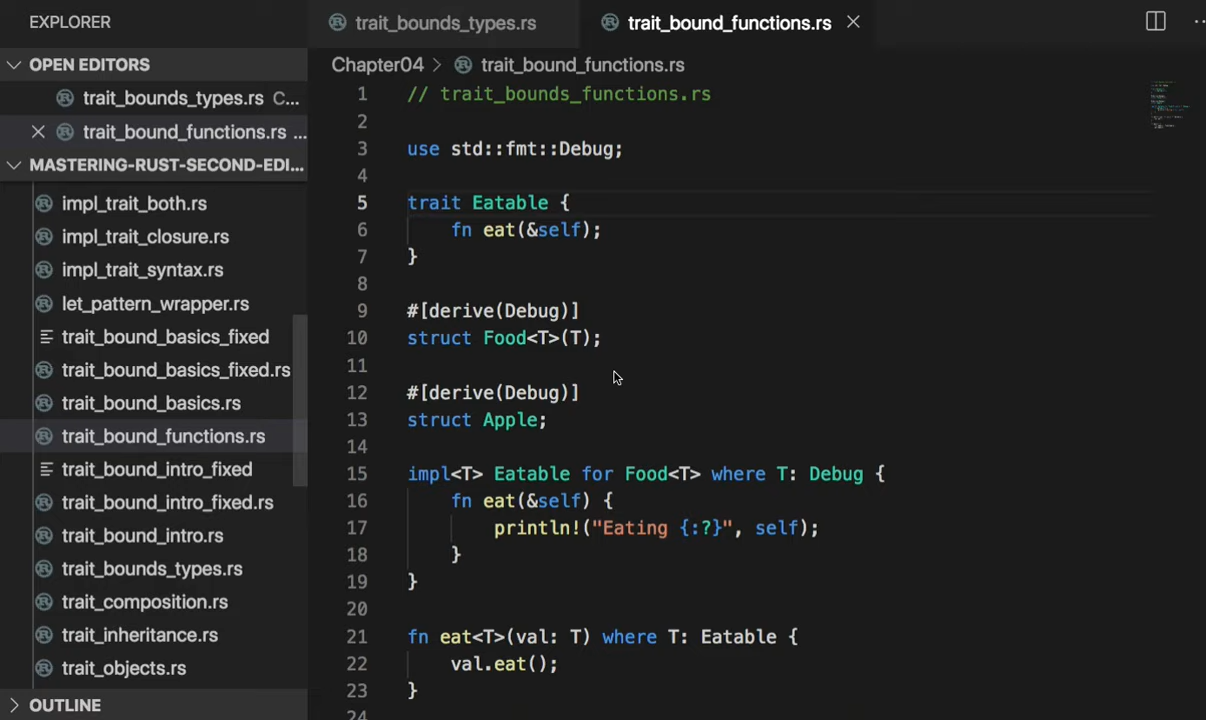 EXPLORER
OPEN EDITORS
trait_bounds_types.rs C...
trait_bound_functions.rs ...
MASTERING-RUST-SECOND-EDI...
impl_trait_both.rs
impl_trait_closure.rs
impl_trait_syntax.rs
let_pattern_wrapper.rs
trait_bound_basics_fixed
trait_bound_basics_fixed.rs
trait_bound_basics.rs
trait_bound_functions.rs
trait_bound_intro_fixed
trait_bound_intro_fixed.rs
trait_bound_intro.rs
trait_bounds_types.rs
trait_composition.rs
trait_inheritance.rs
trait_objects.rs
OUTLINE
trait_bounds_types.rs
trait_bound_functions.rs
Chapter04 > trait_bound_functions.rs
1 // trait_bounds_functions.rs
2
3 use std::fmt::Debug;
4
5 trait Eatable {
6 fn eat(&self);
7 }
8
9 #[derive(Debug)]
10 struct Food<T>(T);
11
12 #[derive(Debug)]
13 struct Apple;
14
15 impl<T> Eatable for Food<T> where T: Debug {
16 fn eat(&self) {
17 println!("Eating {:?}", self);
18 }
19 }
20
21 fn eat<T>(val: T) where T: Eatable {
22 val.eat();
23 }
24